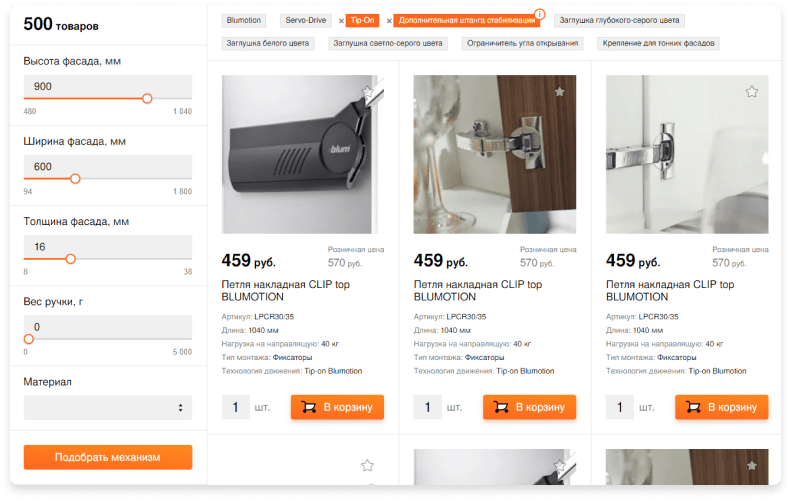 500 товаров
Высота фасада, мм
900
480 1 040
Ширина фасада, мм
600
94 1 800
Толщина фасада, мм
16
8 38
Вес ручки, г
0
0 5 000
Материал
Подобрать механизм
Blumotion Servo-Drive × Tip-On × Дополнительная штанга стабилизации i Заглушка глубокого-серого цвета
Заглушка белого цвета Заглушка светло-серого цвета Ограничитель угла открывания Крепление для тонких фасадов
blum
459 руб. Розничная цена
570 руб.
Петля накладная CLIP top
BLUMOTION
Артикул: LPCR30/35
Длина: 1040 мм
Нагрузка на направляющую: 40 кг
Тип монтажа: Фиксаторы
Технология движения: Tip-on Blumotion
1 шт. В корзину
459 руб. Розничная цена
570 руб.
Петля накладная CLIP top
BLUMOTION
Артикул: LPCR30/35
Длина: 1040 мм
Нагрузка на направляющую: 40 кг
Тип монтажа: Фиксаторы
Технология движения: Tip-on Blumotion
1 шт. В корзину
459 руб. Розничная цена
570 руб.
Петля накладная CLIP top
BLUMOTION
Артикул: LPCR30/35
Длина: 1040 мм
Нагрузка на направляющую: 40 кг
Тип монтажа: Фиксаторы
Технология движения: Tip-on Blumotion
1 шт. В корзину